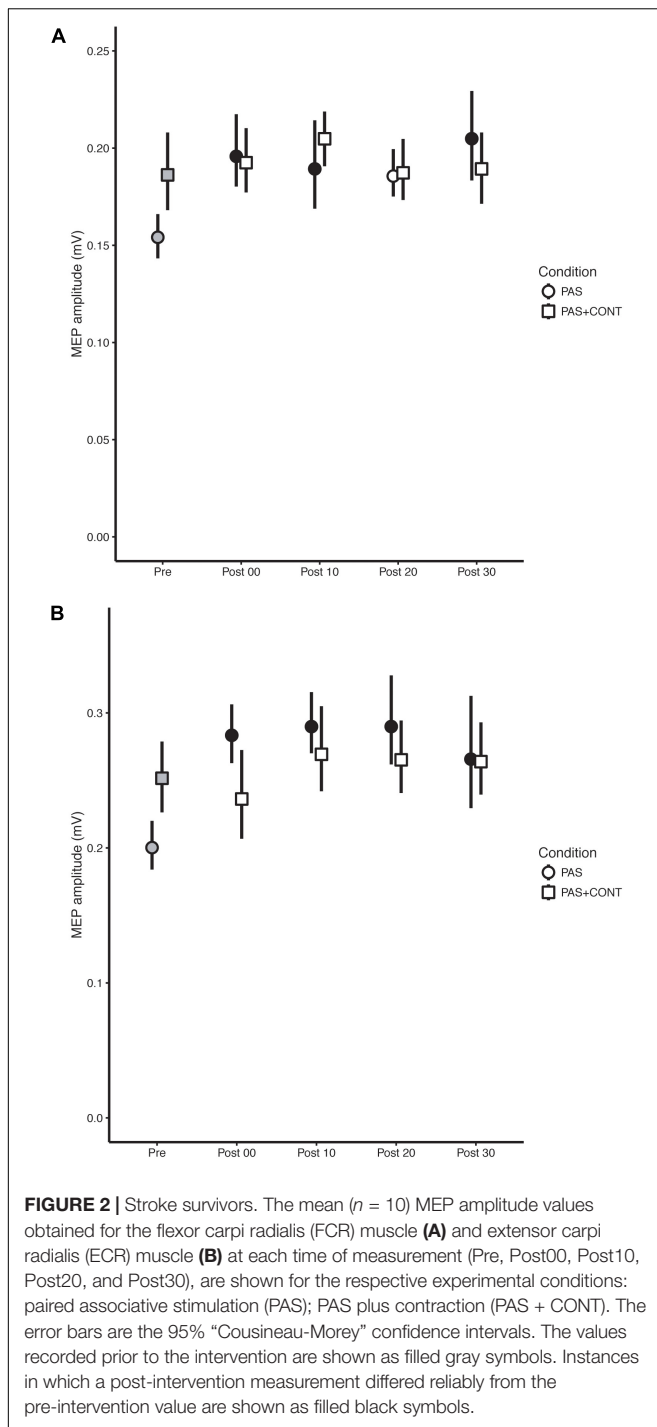 A
0.25
0.20
0.15
0.10
0.05
0.00
MEP amplitude (mV)
Pre Post 00 Post 10 Post 20 Post 30
Condition
PAS
PAS+CONT
B
0.3
0.2
0.1
0.0
MEP amplitude (mV)
Pre Post 00 Post 10 Post 20 Post 30
Condition
PAS
PAS+CONT
FIGURE 2 | Stroke survivors. The mean (n = 10) MEP amplitude values
obtained for the flexor carpi radialis (FCR) muscle (A) and extensor carpi
radialis (ECR) muscle (B) at each time of measurement (Pre, Post00, Post10,
Post20, and Post30), are shown for the respective experimental conditions:
paired associative stimulation (PAS); PAS plus contraction (PAS + CONT). The
error bars are the 95% “Cousineau-Morey” confidence intervals. The values
recorded prior to the intervention are shown as filled gray symbols. Instances
in which a post-intervention measurement differed reliably from the
pre-intervention value are shown as filled black symbols.